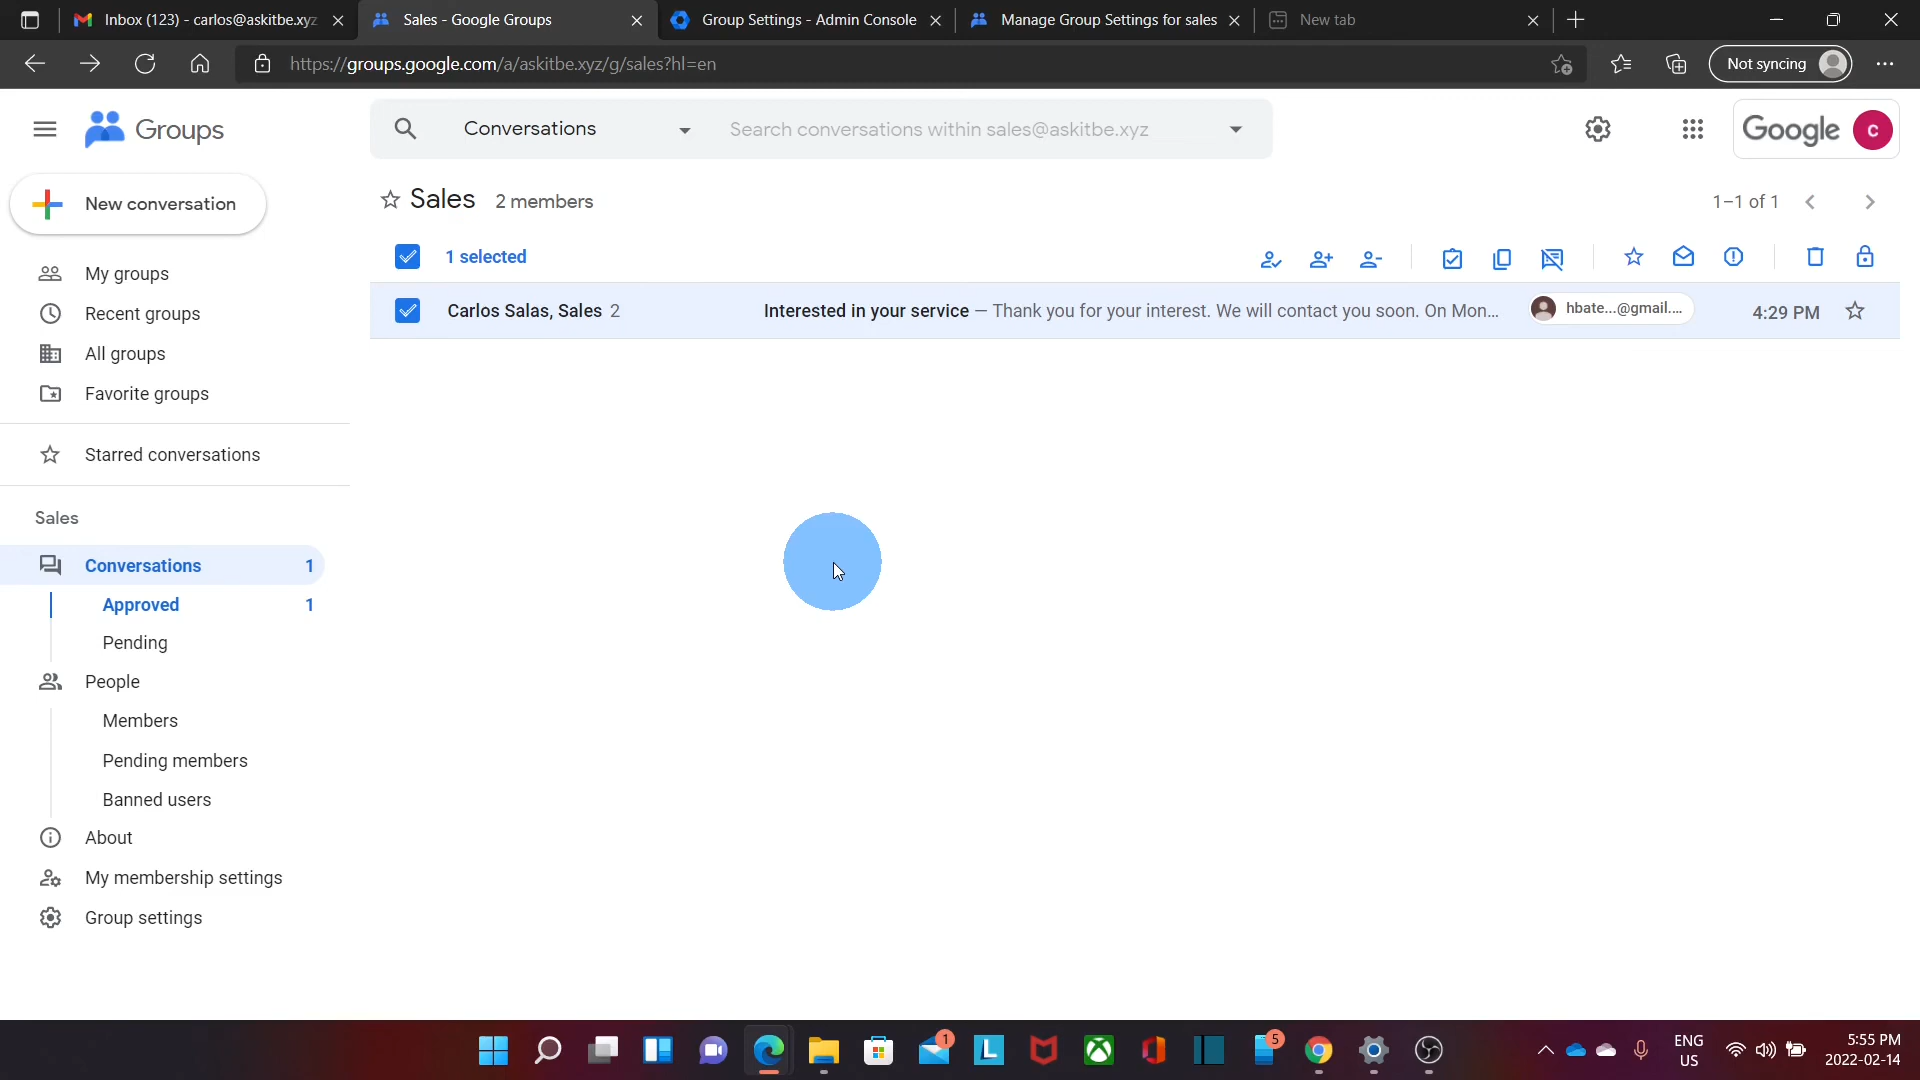 Inbox (123) - carlos@askitbe.xyz
Sales - Google Groups
Group Settings - Admin Console
Manage Group Settings for sales
New tab
https://groups.google.com/a/askitbe.xyz/g/sales?hl=en
Not syncing
Groups
Conversations
Search conversations within sales@askitbe.xyz
Google
C
New conversation
Sales 2 members
1–1 of 1
1 selected
Carlos Salas, Sales 2
Interested in your service – Thank you for your interest. We will contact you soon. On Mon...
hbate...@gmail....
4:29 PM
My groups
Recent groups
All groups
Favorite groups
Starred conversations
Sales
Conversations 1
Approved 1
Pending
People
Members
Pending members
Banned users
About
My membership settings
Group settings
1
L
5
ENG
US
5:55 PM
2022-02-14